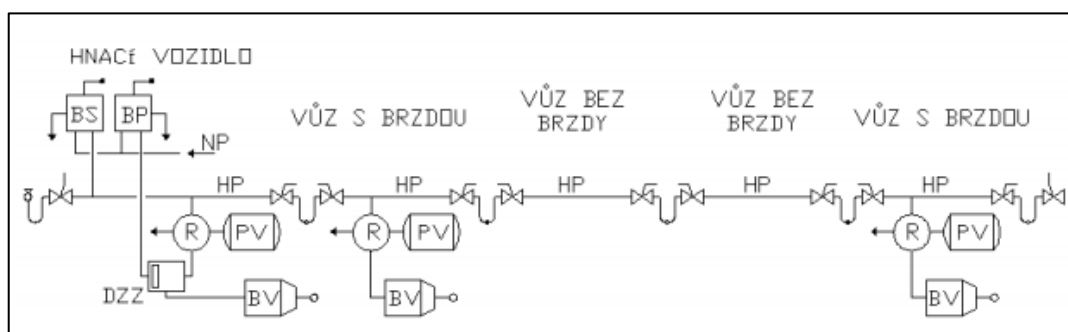 HNACÍ VOZIDLO
BS BP
VŮZ S BRZDOU
VŮZ BEZ
BRZDY
VŮZ BEZ
BRZDY
VŮZ S BRZDOU
NP
HP HP HP HP HP
R PV R PV R PV
DZZ
BV BV BV